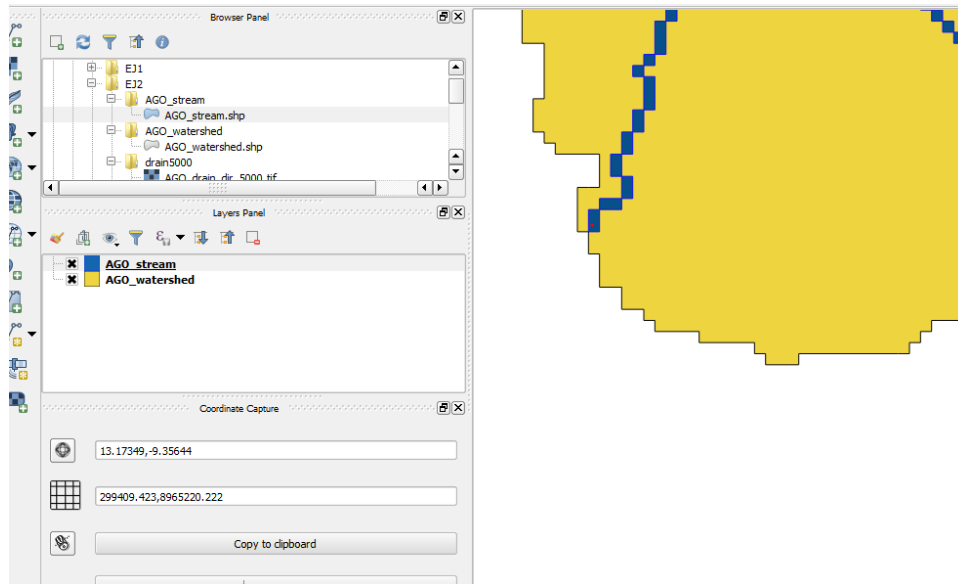 Browser Panel
EJ1
EJ2
AGO_stream
AGO_stream.shp
AGO_watershed
AGO_watershed.shp
drain5000
AGO_drain_dir_5000.tif
Layers Panel
AGO_stream
AGO_watershed
Coordinate Capture
13.17349,-9.35644
299409.423,8965220.222
Copy to clipboard